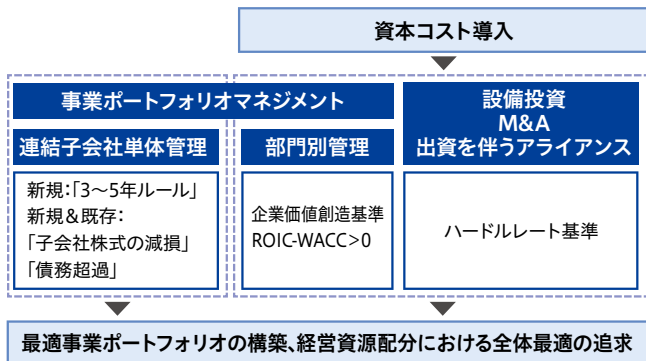 資本コスト導入
事業ポートフォリオマネジメント
連結子会社単体管理
新規:「3〜5年ルール」
新規&既存:
「子会社株式の減損」
「債務超過」
部門別管理
企業価値創造基準
ROIC-WACC>0
設備投資
M&A
出資を伴うアライアンス
ハードルレート基準
最適事業ポートフォリオの構築、経営資源配分における全体最適の追求